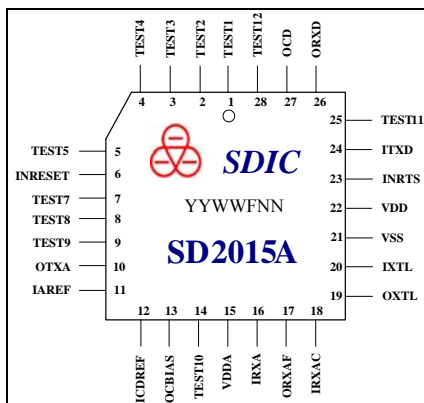 TEST4
TEST3
TEST2
TEST1
TEST12
OCD
ORXD
4
3
2
1
28
27
26
TEST5
5
INRESET
6
TEST7
7
TEST8
8
TEST9
9
OTXA
10
IAREF
11
SDIC
YYWWFNN
SD2015A
25
TEST11
24
ITXD
23
INRTS
22
VDD
21
VSS
20
IXTL
19
OXTL
12
13
14
15
16
17
18
ICDREF
OCBIAS
TEST10
VDDA
IRXA
ORXAF
IRXAC